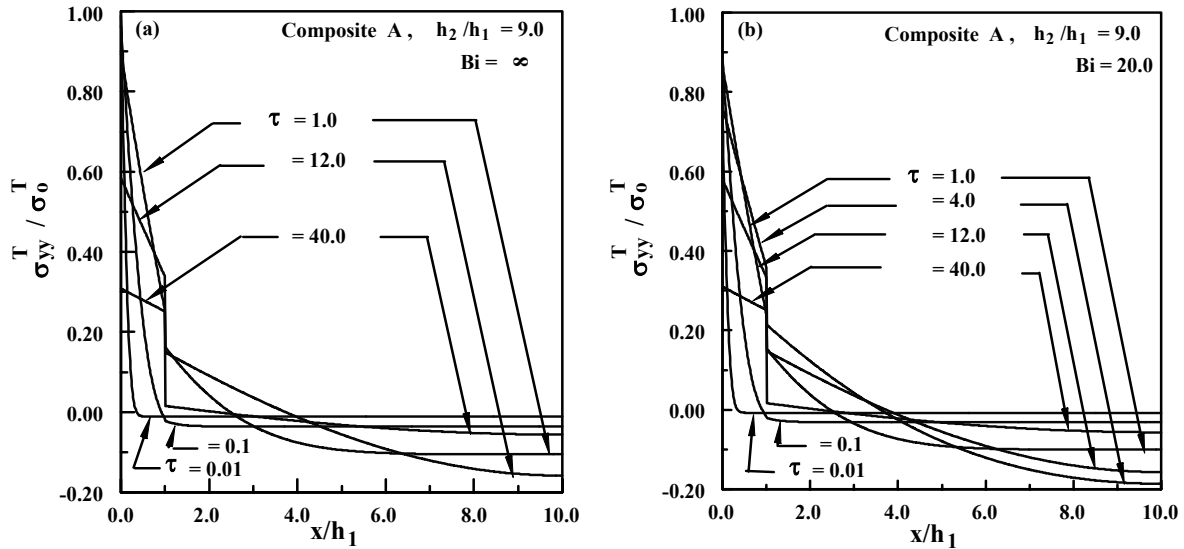 (a)
Composite A , h2 /h1 = 9.0
Bi = ∞
τ = 1.0
= 12.0
= 40.0
= 0.1
τ = 0.01
1.00
0.80
0.60
0.40
0.20
0.00
-0.20
σyy^T / σo^T
0.0 2.0 4.0 6.0 8.0 10.0
x/h1
(b)
Composite A , h2 /h1 = 9.0
Bi = 20.0
τ = 1.0
= 4.0
= 12.0
= 40.0
= 0.1
τ = 0.01
1.00
0.80
0.60
0.40
0.20
0.00
-0.20
σyy^T / σo^T
0.0 2.0 4.0 6.0 8.0 10.0
x/h1